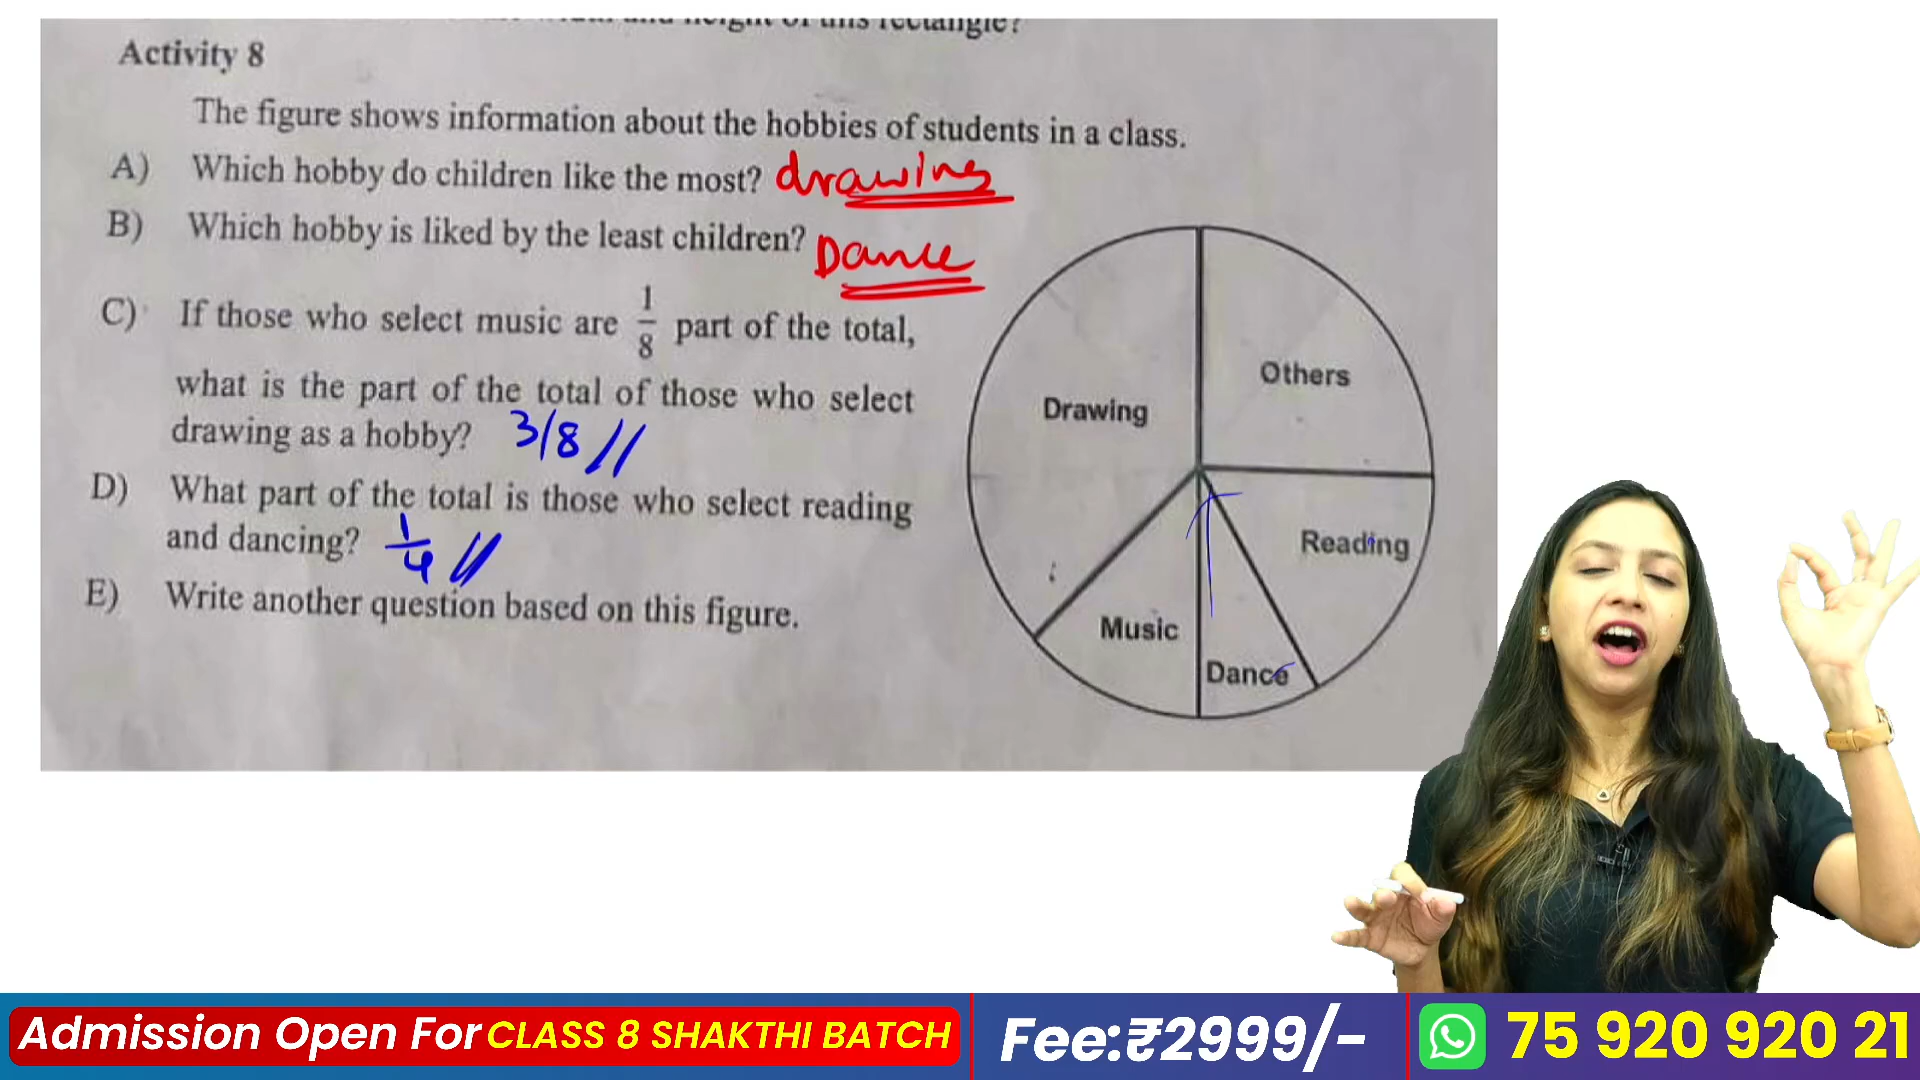 height of this rectangle?
Activity 8
The figure shows information about the hobbies of students in a class.
A) Which hobby do children like the most? drawing
B) Which hobby is liked by the least children? Dance
C) If those who select music are 1/8 part of the total,
what is the part of the total of those who select
drawing as a hobby? 3/8 //
D) What part of the total is those who select reading
and dancing? 1/4 //
E) Write another question based on this figure.
Others
Drawing
Reading
Music
Dance
Admission Open For CLASS 8 SHAKTHI BATCH
Fee:₹2999/-
75 920 920 21